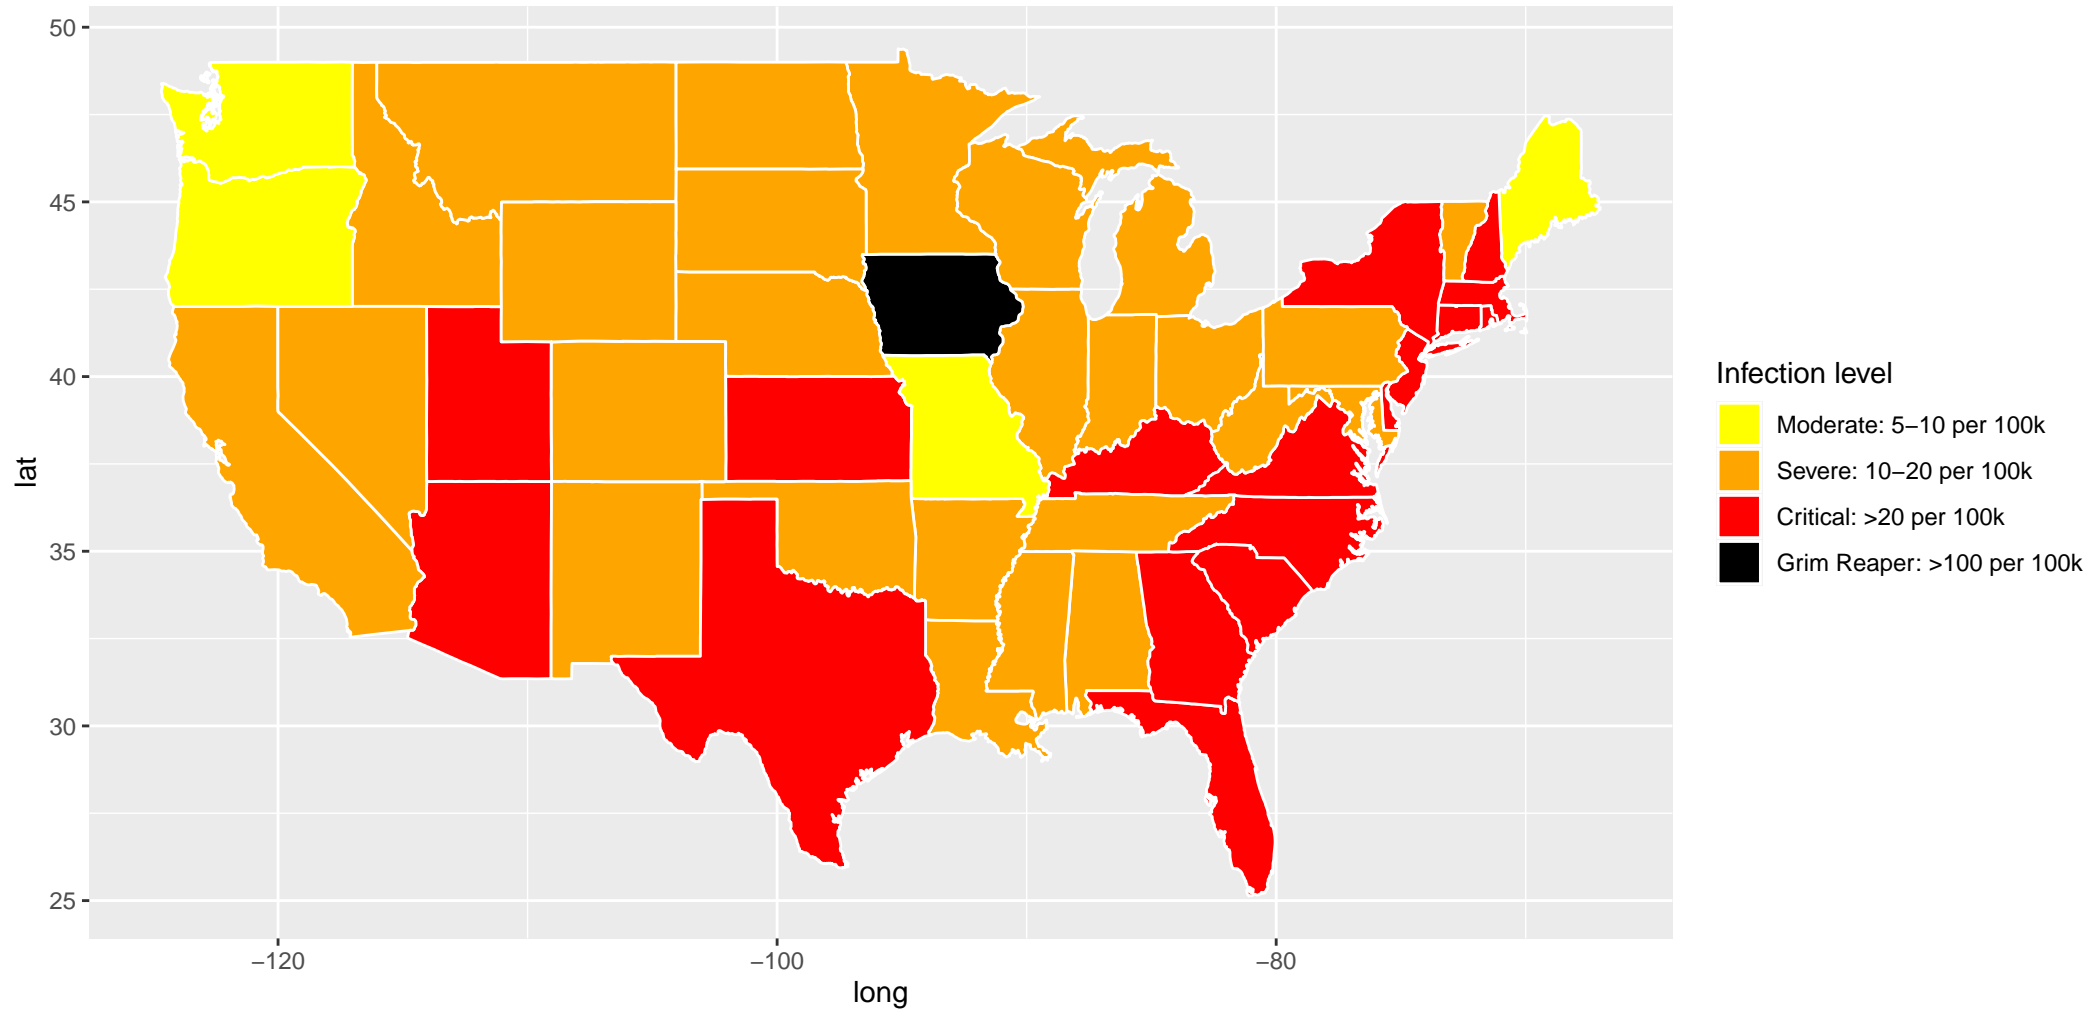 50
45
40
35
30
25
lat
−120
−100
−80
long
Infection level
Moderate: 5−10 per 100k
Severe: 10−20 per 100k
Critical: >20 per 100k
Grim Reaper: >100 per 100k